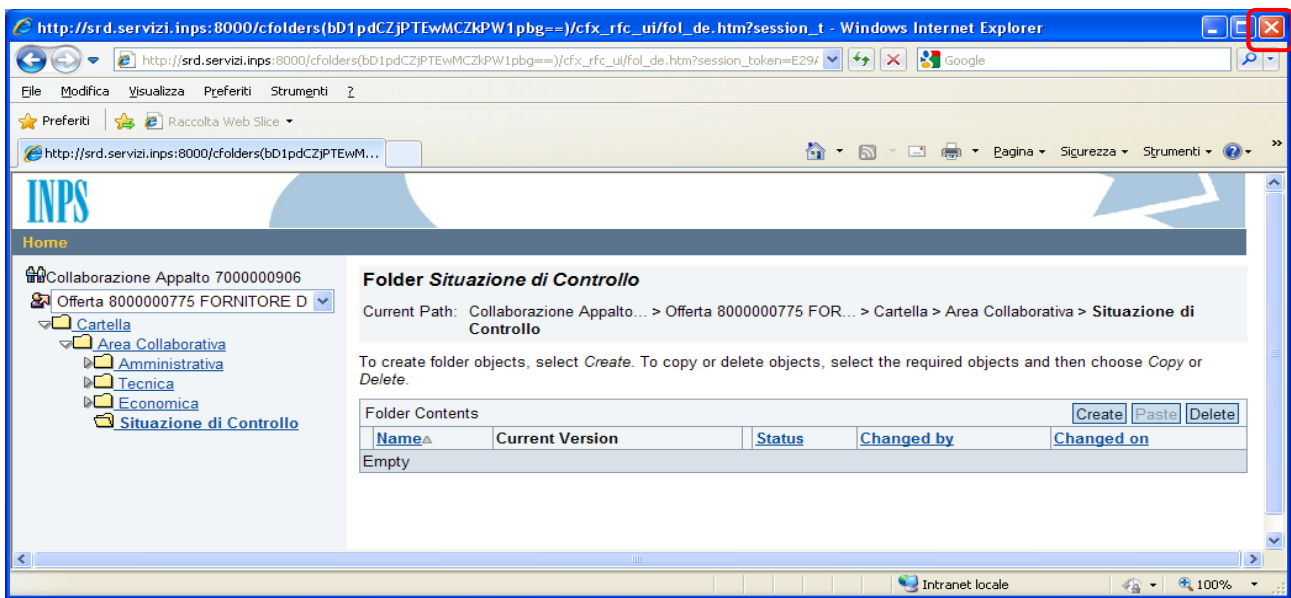 http://srd.servizi.inps:8000/cfolders(bD1pdCZjPTEwMCZkPW1pbg==)/cfx_rfc_ui/fol_de.htm?session_t - Windows Internet Explorer
http://srd.servizi.inps:8000/cfolders(bD1pdCZjPTEwMCZkPW1pbg==)/cfx_rfc_ui/fol_de.htm?session_token=E29/ Google
File Modifica Visualizza Preferiti Strumenti ?
Preferiti Raccolta Web Slice
http://srd.servizi.inps:8000/cfolders(bD1pdCZjPTEwM... Pagina Sicurezza Strumenti »
INPS
Home
Collaborazione Appalto 7000000906
Offerta 8000000775 FORNITORE D
Cartella
Area Collaborativa
Amministrativa
Tecnica
Economica
Situazione di Controllo
Folder Situazione di Controllo
Current Path: Collaborazione Appalto... > Offerta 8000000775 FOR... > Cartella > Area Collaborativa > Situazione di
Controllo
To create folder objects, select Create. To copy or delete objects, select the required objects and then choose Copy or
Delete.
Folder Contents Create Paste Delete
Name Current Version Status Changed by Changed on
Empty
Intranet locale 100%